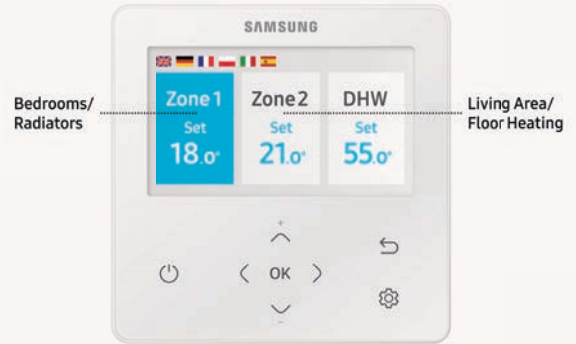 SAMSUNG
Zone 1
Set
18.0°
Zone 2
Set
21.0°
DHW
Set
55.0°
Bedrooms/
Radiators
Living Area/
Floor Heating
+
OK
-